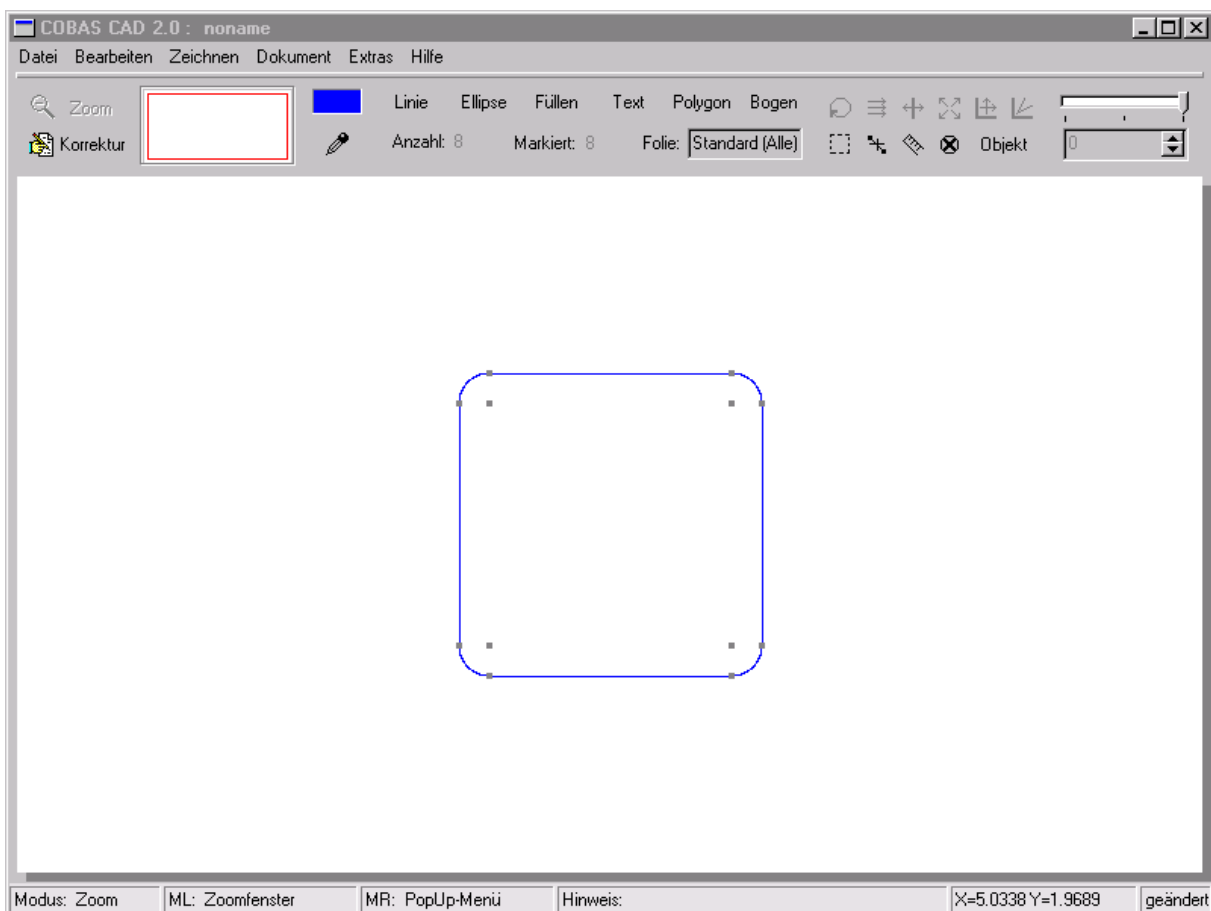 COBAS CAD 2.0 : noname
Datei Bearbeiten Zeichnen Dokument Extras Hilfe
Zoom Linie Ellipse Füllen Text Polygon Bogen
Korrektur Anzahl: 8 Markiert: 8 Folie: Standard (Alle) Objekt 0
Modus: Zoom ML: Zoomfenster MR: PopUp-Menü Hinweis: X=5.0338 Y=1.9689 geändert